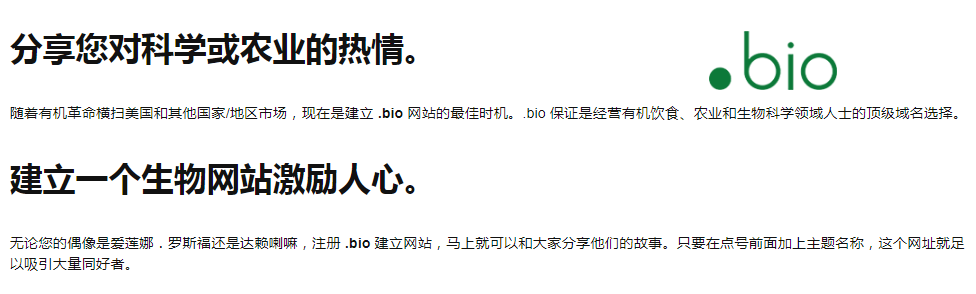 分享您对科学或农业的热情。
.bio
随着有机革命横扫美国和其他国家/地区市场，现在是建立 .bio 网站的最佳时机。.bio 保证是经营有机饮食、农业和生物科学领域人士的顶级域名选择。
建立一个生物网站激励人心。
无论您的偶像是爱莲娜．罗斯福还是达赖喇嘛，注册 .bio 建立网站，马上就可以和大家分享他们的故事。只要在点号前面加上主题名称，这个网址就足
以吸引大量同好者。